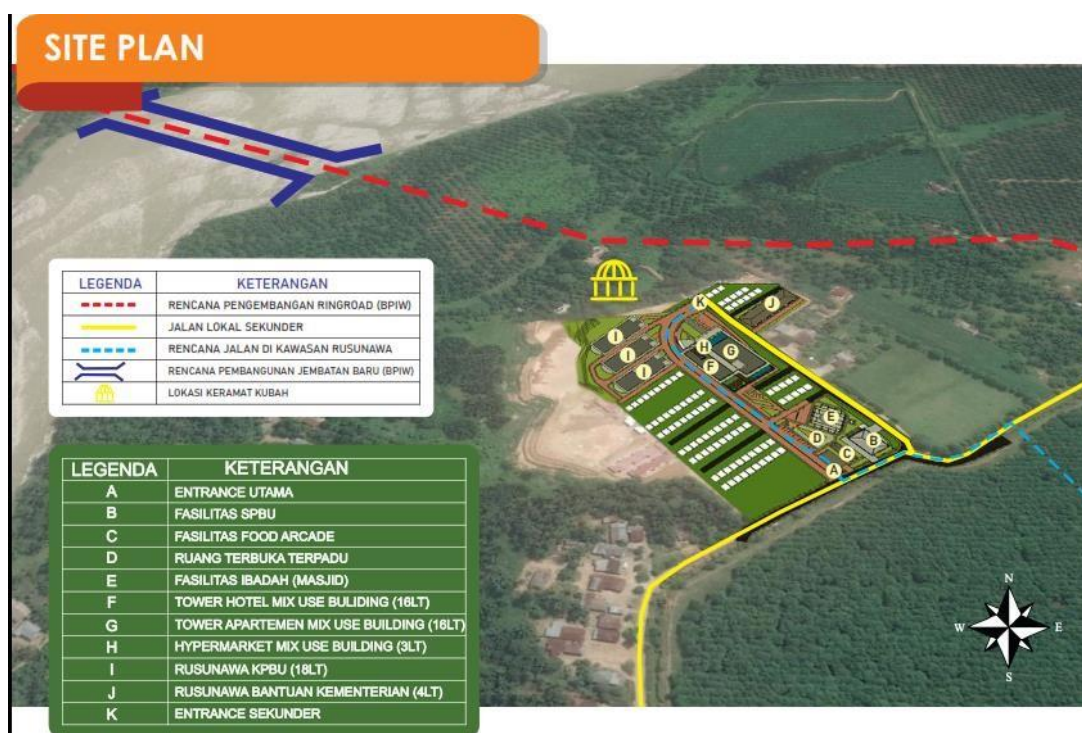 SITE PLAN
LEGENDA KETERANGAN
RENCANA PENGEMBANGAN RINGROAD (BPIW)
JALAN LOKAL SEKUNDER
RENCANA JALAN DI KAWASAN RUSUNAWA
RENCANA PEMBANGUNAN JEMBATAN BARU (BPIW)
LOKASI KERAMAT KUBAH
LEGENDA KETERANGAN
A ENTRANCE UTAMA
B FASILITAS SPBU
C FASILITAS FOOD ARCADE
D RUANG TERBUKA TERPADU
E FASILITAS IBADAH (MASJID)
F TOWER HOTEL MIX USE BULIDING (16LT)
G TOWER APARTEMEN MIX USE BUILDING (16LT)
H HYPERMARKET MIX USE BUILDING (3LT)
I RUSUNAWA KPBU (18LT)
J RUSUNAWA BANTUAN KEMENTERIAN (4LT)
K ENTRANCE SEKUNDER
K
J
I
H
G
I
F
I
E
D
B
C
A
N
W E
S